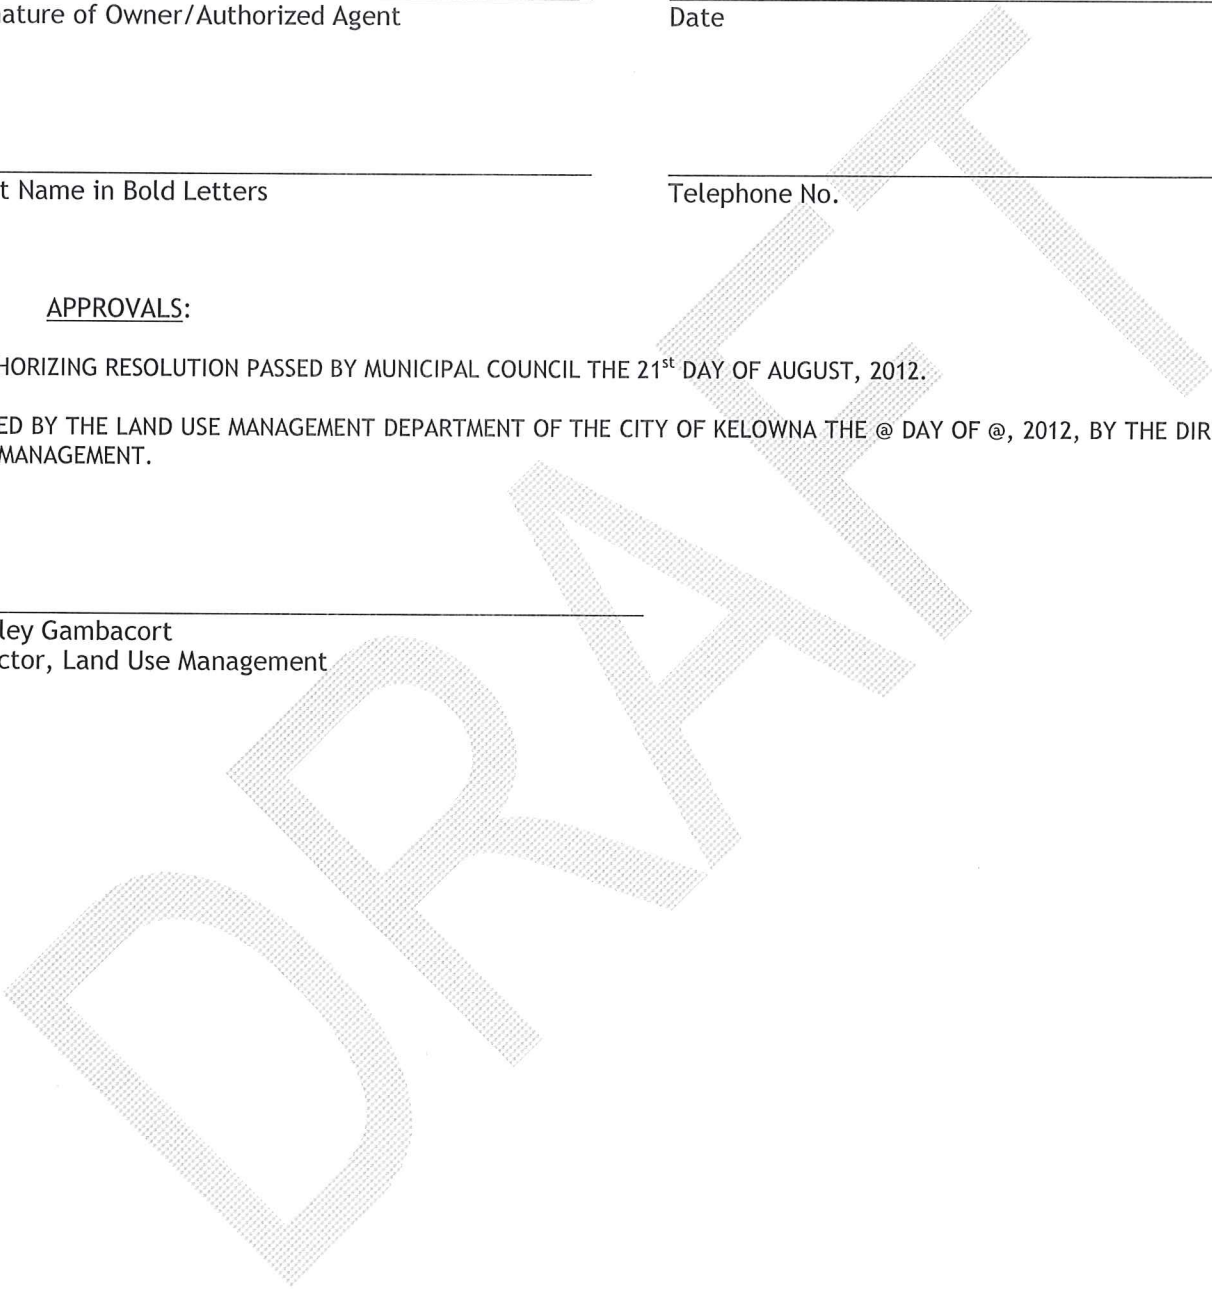 ature of Owner/Authorized Agent
Date
t Name in Bold Letters
Telephone No.
APPROVALS:
HORIZING RESOLUTION PASSED BY MUNICIPAL COUNCIL THE 21st DAY OF AUGUST, 2012.
ED BY THE LAND USE MANAGEMENT DEPARTMENT OF THE CITY OF KELOWNA THE @ DAY OF @, 2012, BY THE DIR
MANAGEMENT.
ley Gambacort
ctor, Land Use Management
DRAFT